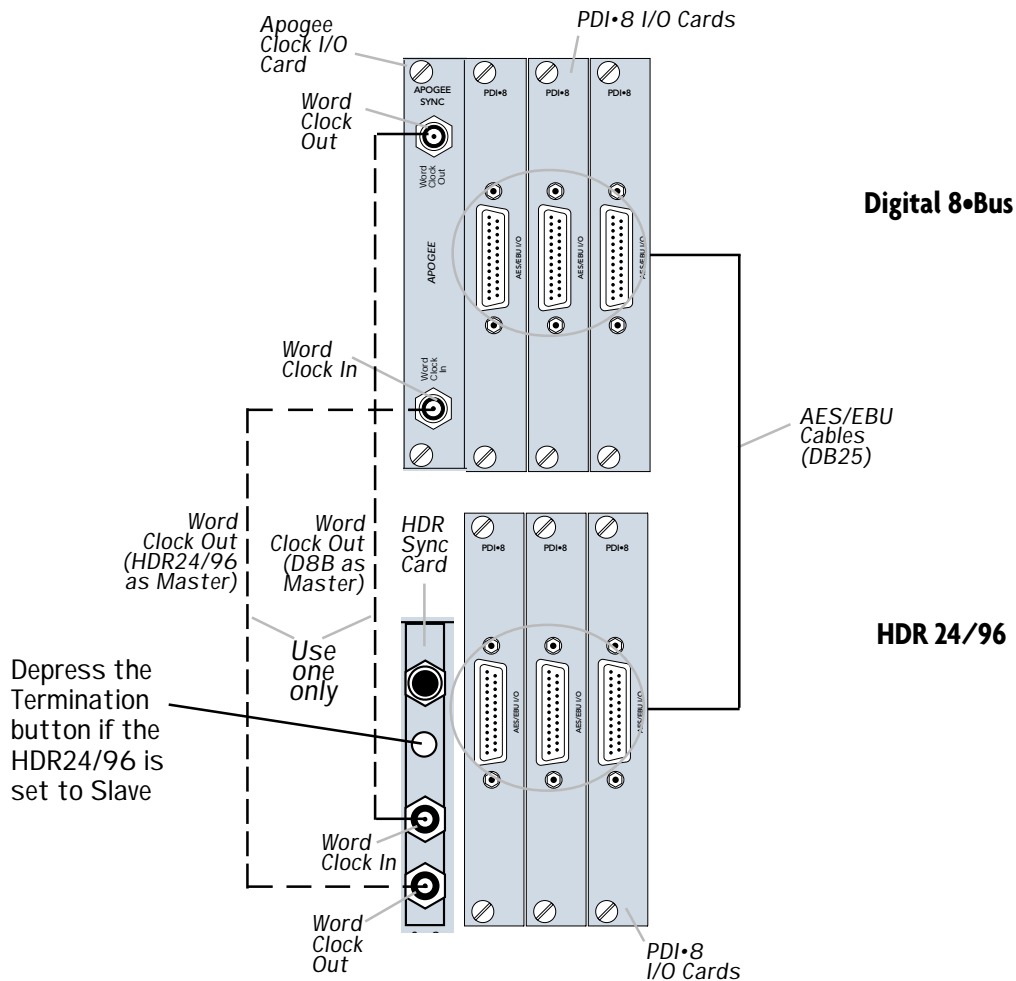 Apogee
Clock I/O
Card
PDI•8 I/O Cards
APOGEE
SYNC
PDI•8
PDI•8
PDI•8
Word
Clock
Out
Word
Clock
Out
Digital 8•Bus
AES/EBU I/O
AES/EBU I/O
AES/EBU I/O
APOGEE
Word
Clock In
Word
Clock
In
AES/EBU
Cables
(DB25)
Word
Clock Out
(HDR24/96
as Master)
Word
Clock Out
(D8B as
Master)
HDR
Sync
Card
PDI•8
PDI•8
PDI•8
HDR 24/96
Use
one
only
Depress the
Termination
button if the
HDR24/96 is
set to Slave
AES/EBU I/O
AES/EBU I/O
AES/EBU I/O
Word
Clock In
Word
Clock
Out
PDI•8
I/O Cards